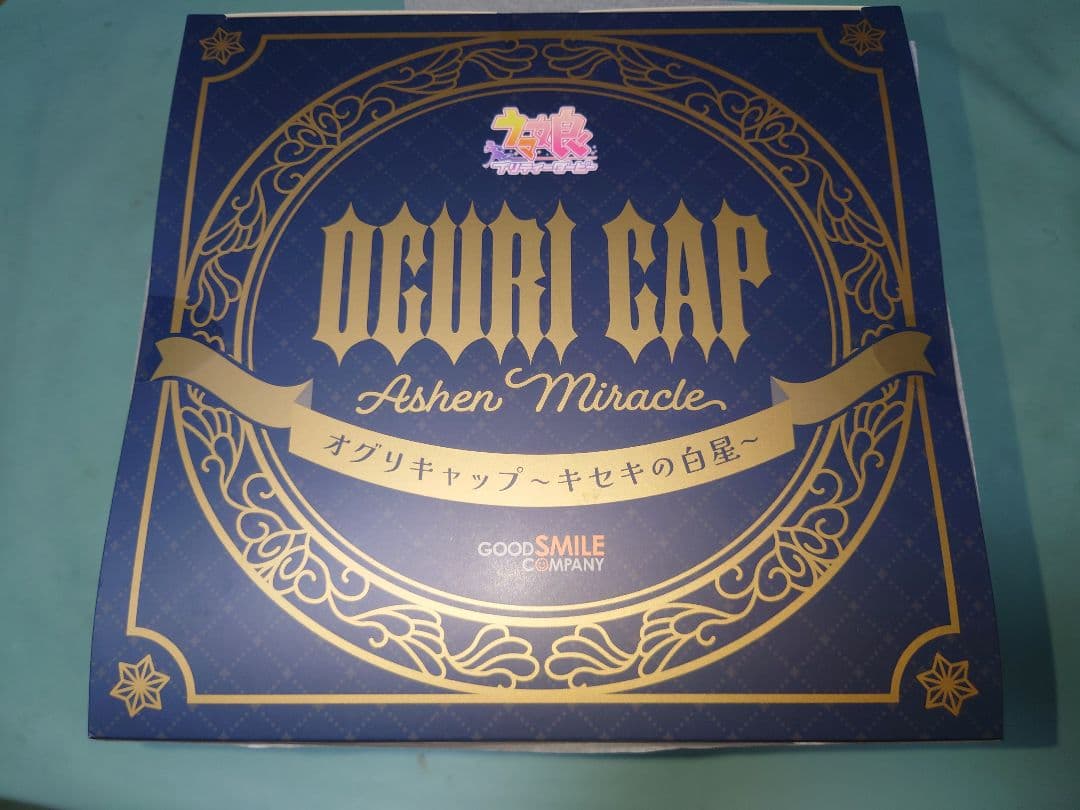 ウマ娘
プリティーダービー
OGURI CAP
Ashen Miracle
オグリキャップ～キセキの白星～
GOOD SMILE
COMPANY